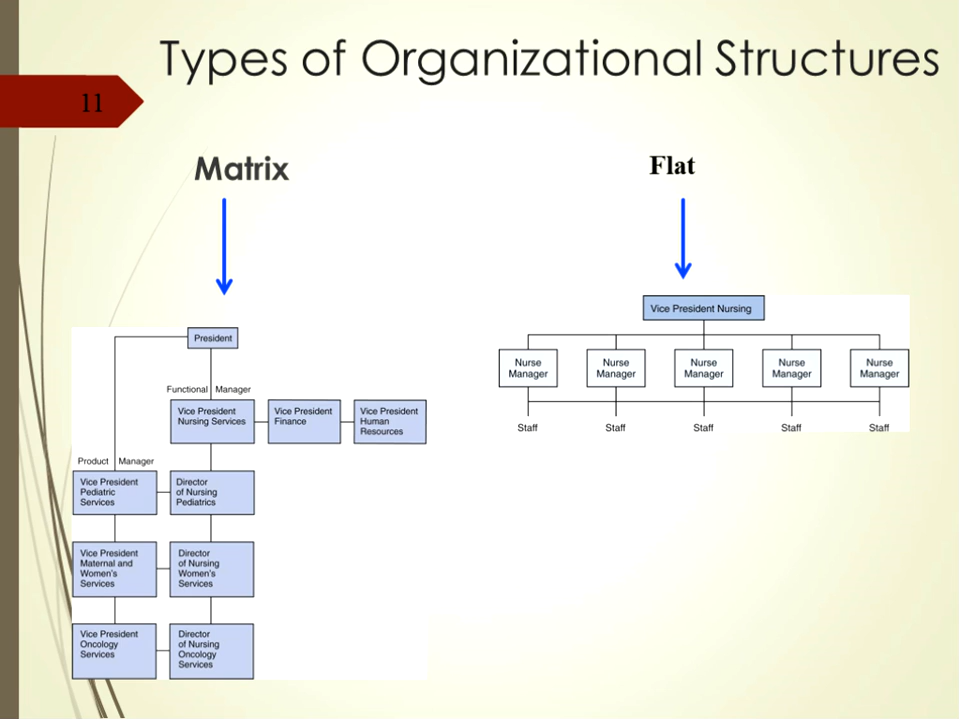 Types of Organizational Structures
11
Matrix
Flat
President
Functional Manager
Vice President
Nursing Services
Vice President
Finance
Vice President
Human
Resources
Product Manager
Vice President
Pediatric
Services
Director
of Nursing
Pediatrics
Vice President
Maternal and
Women's
Services
Director
of Nursing
Women's
Services
Vice President
Oncology
Services
Director
of Nursing
Oncology
Services
Vice President Nursing
Nurse
Manager
Nurse
Manager
Nurse
Manager
Nurse
Manager
Nurse
Manager
Staff
Staff
Staff
Staff
Staff